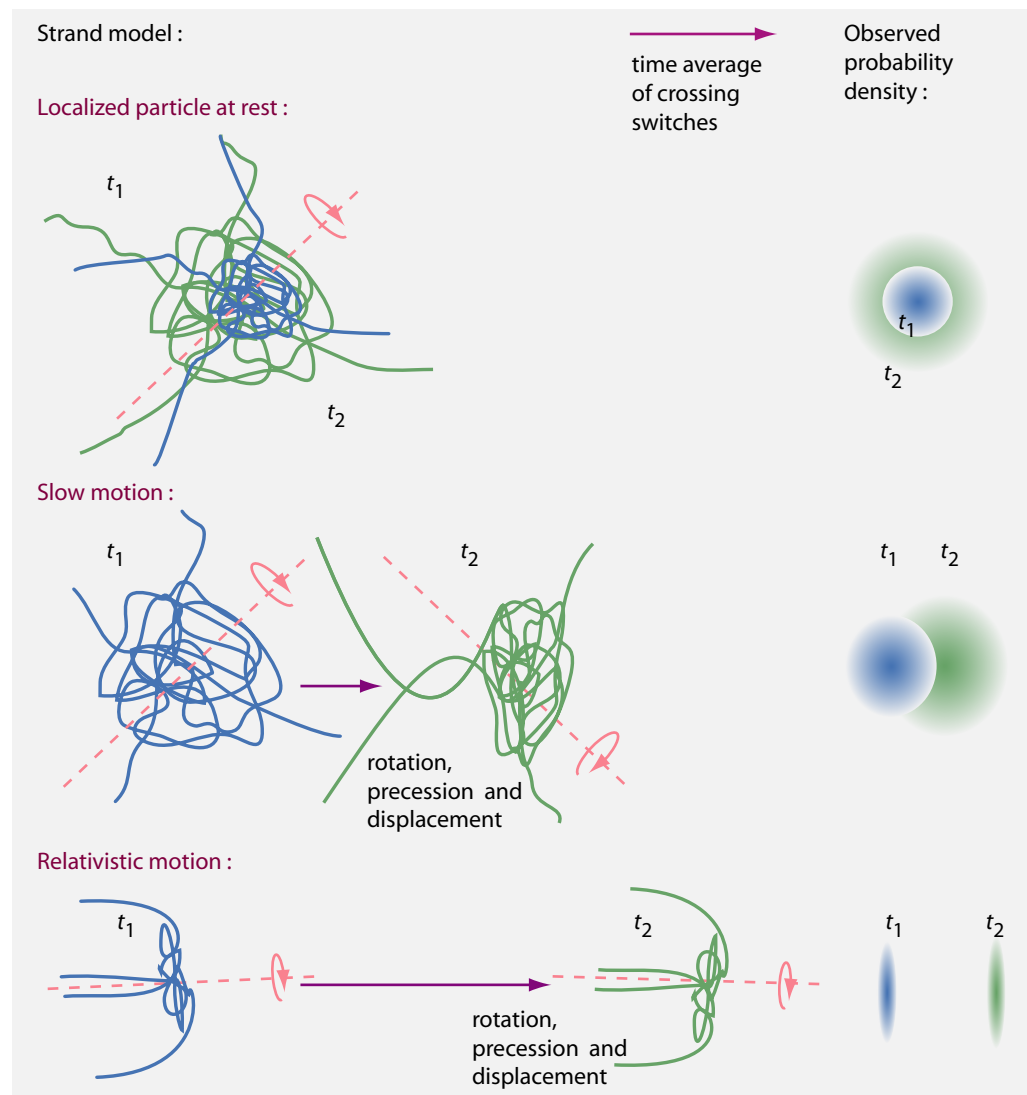 Strand model :
time average
of crossing
switches
Observed
probability
density :
Localized particle at rest :
t1
t2
t1
t2
Slow motion :
t1
t2
rotation,
precession and
displacement
t1
t2
Relativistic motion :
t1
t2
rotation,
precession and
displacement
t1
t2